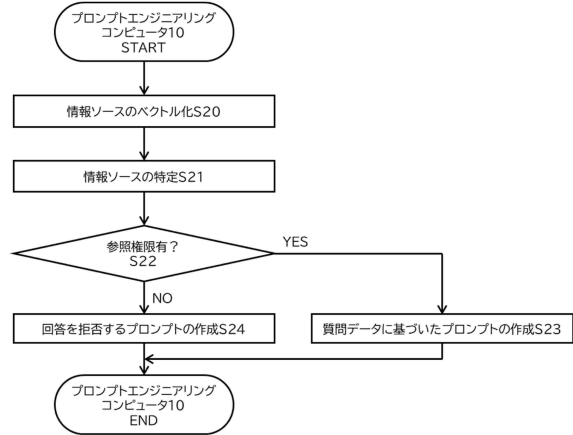 プロンプトエンジニアリング
コンピュータ10
START
情報ソースのベクトル化S20
情報ソースの特定S21
参照権限有?
S22
YES
NO
回答を拒否するプロンプトの作成S24
質問データに基づいたプロンプトの作成S23
プロンプトエンジニアリング
コンピュータ10
END